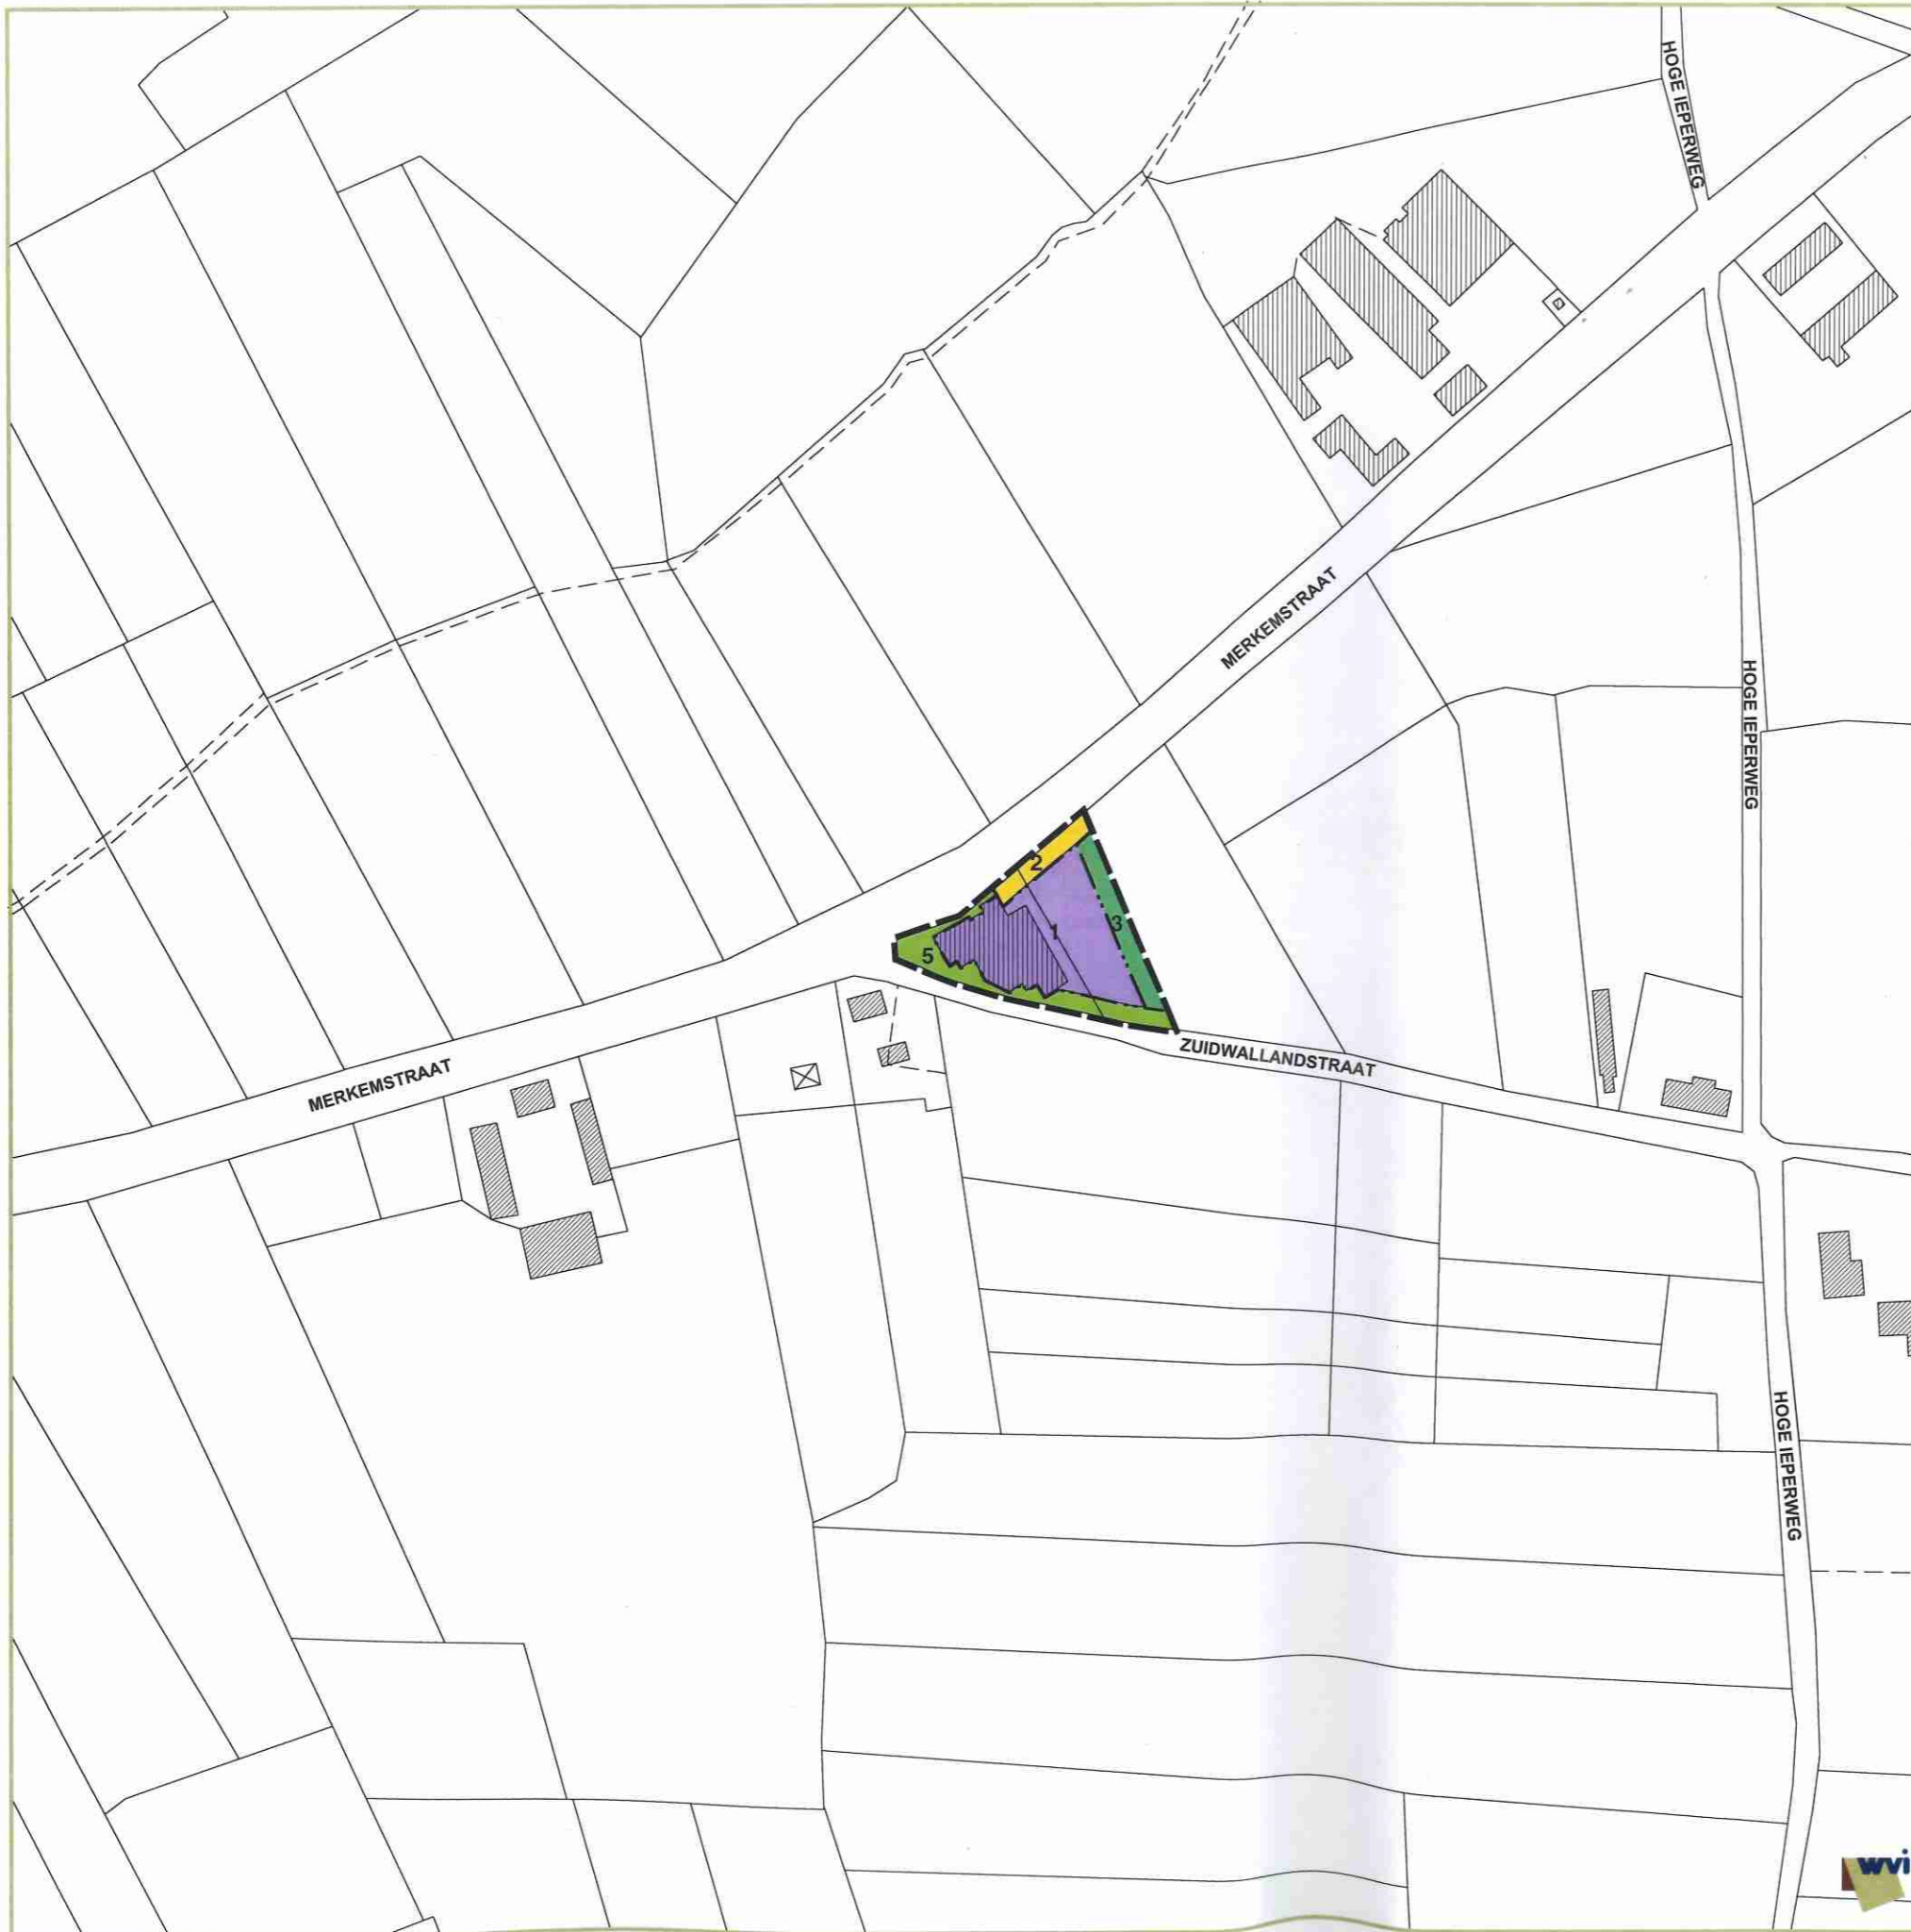 HOGE IEPERWEG
MERKEMSTRAAT
HOGE IEPERWEG
2
3
1
5
ZUIDWALLANDSTRAAT
MERKEMSTRAAT
HOGE IEPERWEG
wvi